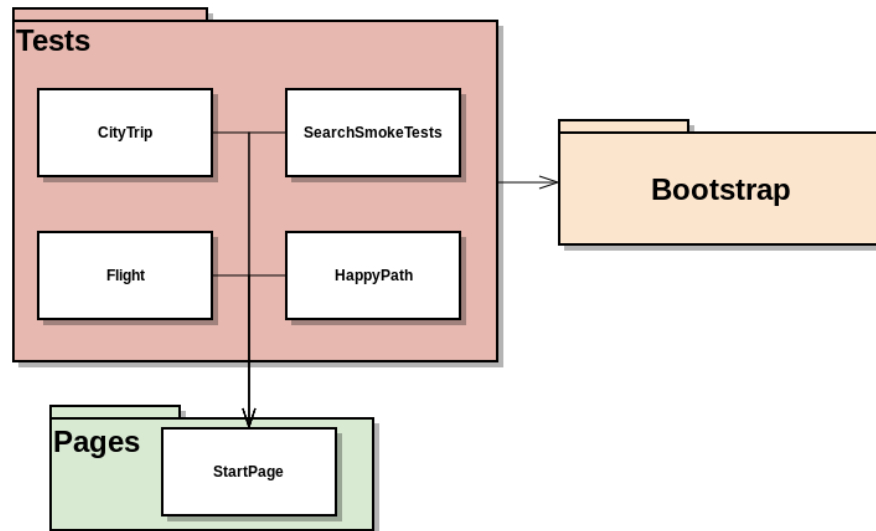 Tests
CityTrip
SearchSmokeTests
Bootstrap
Flight
HappyPath
Pages
StartPage